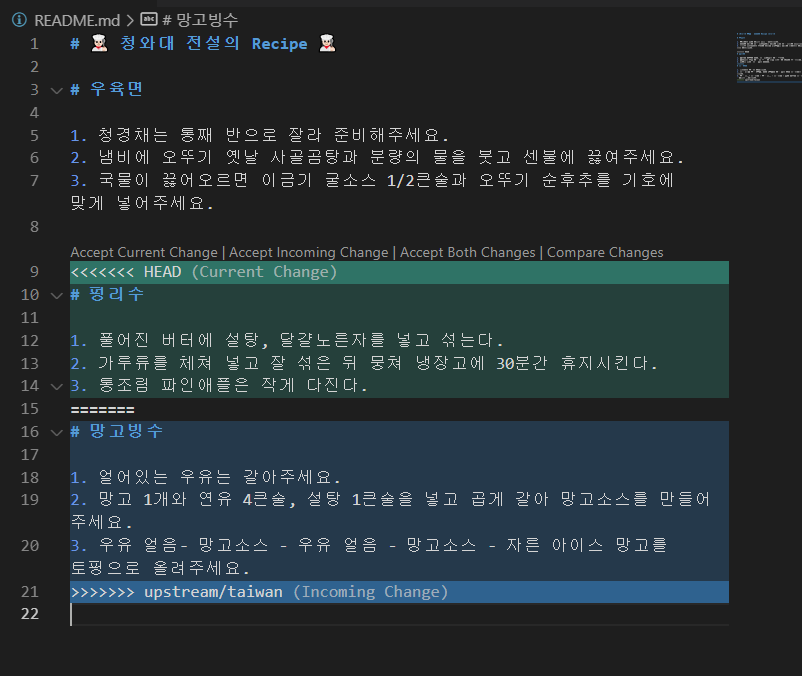 README.md > # 망고빙수
1 # 👨🏻‍🍳 청와대 전설의 Recipe 👨🏻‍🍳
2
3 # 우육면
4
5 1. 청경채는 통째 반으로 잘라 준비해주세요.
6 2. 냄비에 오뚜기 옛날 사골곰탕과 분량의 물을 붓고 센불에 끓여주세요.
7 3. 국물이 끓어오르면 이금기 굴소스 1/2큰술과 오뚜기 순후추를 기호에
맞게 넣어주세요.
8
Accept Current Change | Accept Incoming Change | Accept Both Changes | Compare Changes
9 <<<<<<< HEAD (Current Change)
10 # 펑리수
11
12 1. 풀어진 버터에 설탕, 달걀노른자를 넣고 섞는다.
13 2. 가루류를 체쳐 넣고 잘 섞은 뒤 뭉쳐 냉장고에 30분간 휴지시킨다.
14 3. 통조림 파인애플은 작게 다진다.
15 =======
16 # 망고빙수
17
18 1. 얼어있는 우유는 갈아주세요.
19 2. 망고 1개와 연유 4큰술, 설탕 1큰술을 넣고 곱게 갈아 망고소스를 만들어
주세요.
20 3. 우유 얼음- 망고소스 - 우유 얼음 - 망고소스 - 자른 아이스 망고를
토핑으로 올려주세요.
21 >>>>>>> upstream/taiwan (Incoming Change)
22